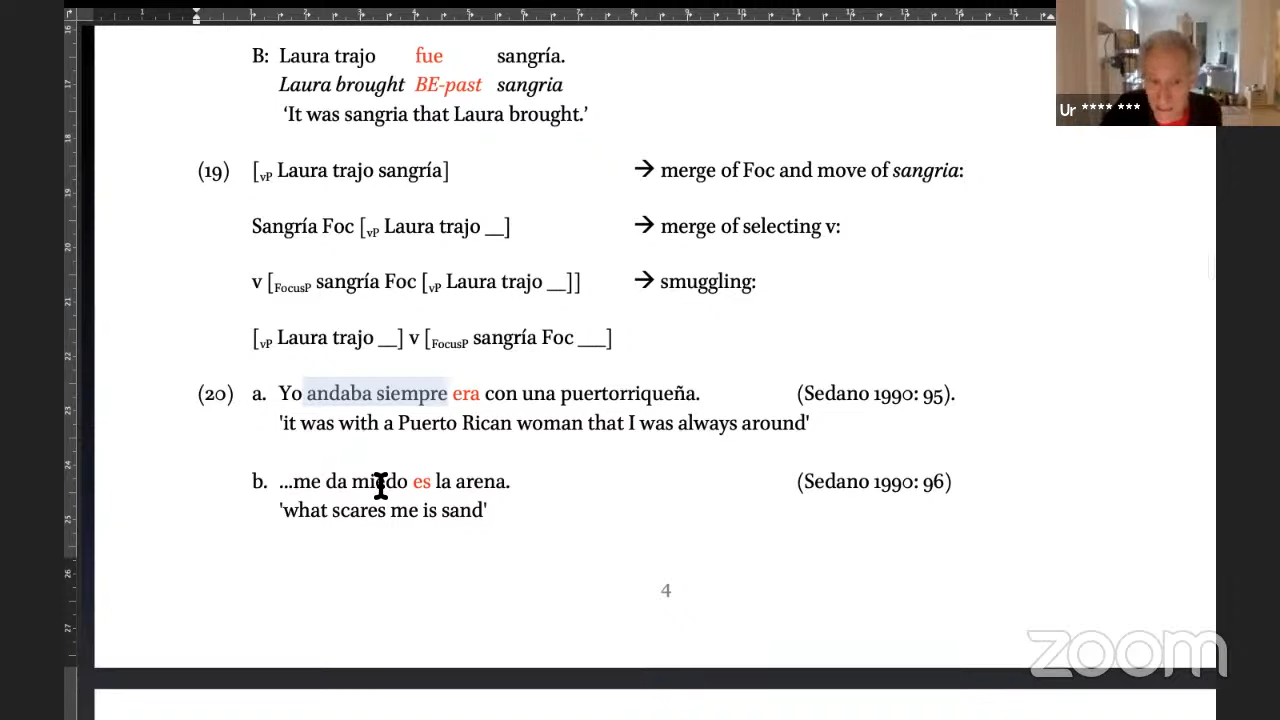 B: Laura trajo fue sangría.
Laura brought BE-past sangria
‘It was sangria that Laura brought.’
(19) [vP Laura trajo sangría] → merge of Foc and move of sangria:
Sangría Foc [vP Laura trajo __] → merge of selecting v:
v [FocusP sangría Foc [vP Laura trajo __]] → smuggling:
[vP Laura trajo __] v [FocusP sangría Foc ___]
(20) a. Yo andaba siempre era con una puertorriqueña. (Sedano 1990: 95).
'it was with a Puerto Rican woman that I was always around'
b. ...me da miedo es la arena. (Sedano 1990: 96)
'what scares me is sand'
4
Ur **** ***
zoom